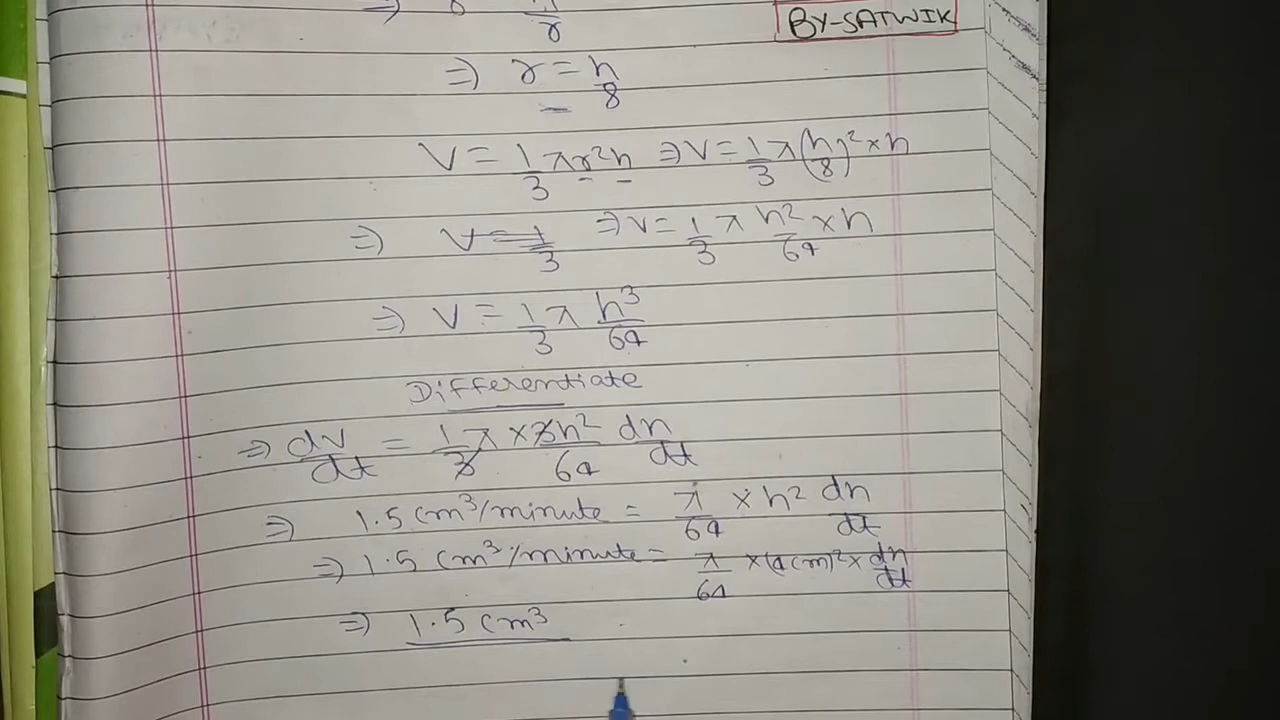 BY-SATWIK
⇒ 8 = h/r
⇒ r = h/8
V = 1/3 πr²h ⇒ V = 1/3 π(h/8)² × h
⇒ V = 1/3 ⇒ V = 1/3 π h²/64 × h
⇒ V = 1/3 π h³/64
Differentiate
⇒ dV/dt = 1/3 π × 3h²/64 dh/dt
⇒ 1.5 cm³/minute = π/64 × h² dh/dt
⇒ 1.5 cm³/minute = π/64 × (4cm)² × dh/dt
⇒ 1.5 cm³